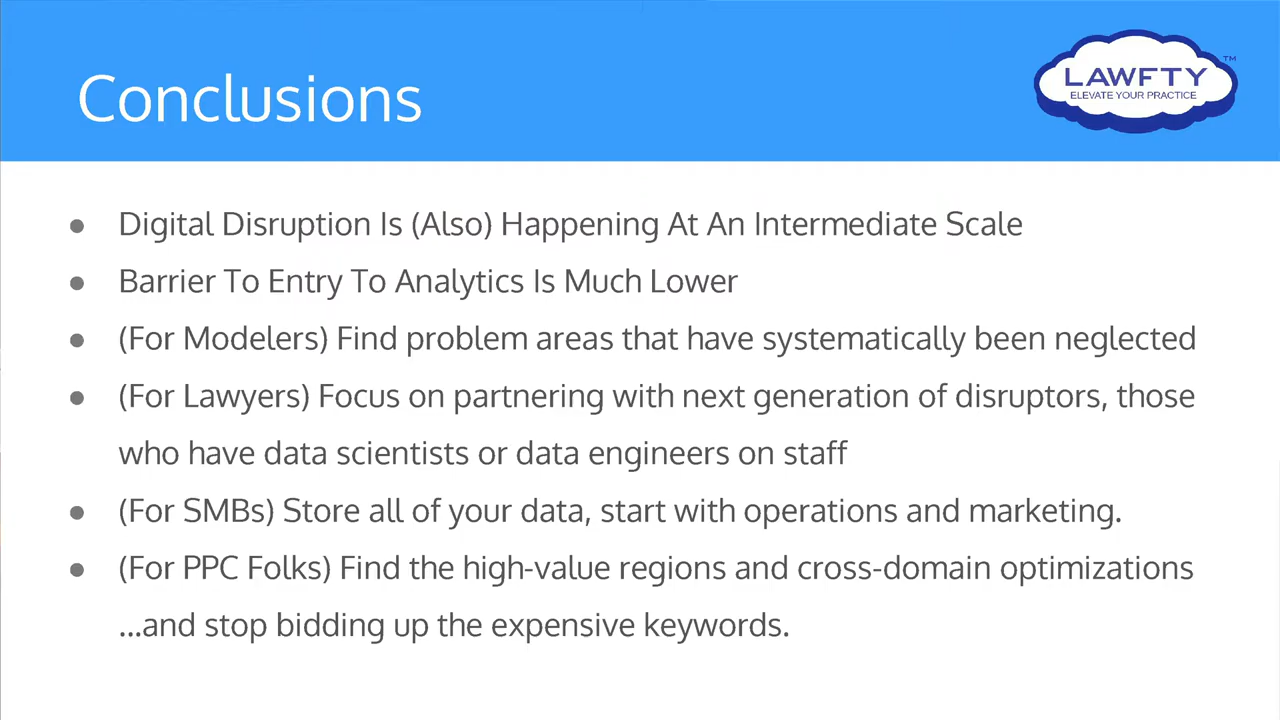 Conclusions
LAWFTY™
ELEVATE YOUR PRACTICE
● Digital Disruption Is (Also) Happening At An Intermediate Scale
● Barrier To Entry To Analytics Is Much Lower
● (For Modelers) Find problem areas that have systematically been neglected
● (For Lawyers) Focus on partnering with next generation of disruptors, those
who have data scientists or data engineers on staff
● (For SMBs) Store all of your data, start with operations and marketing.
● (For PPC Folks) Find the high-value regions and cross-domain optimizations
...and stop bidding up the expensive keywords.